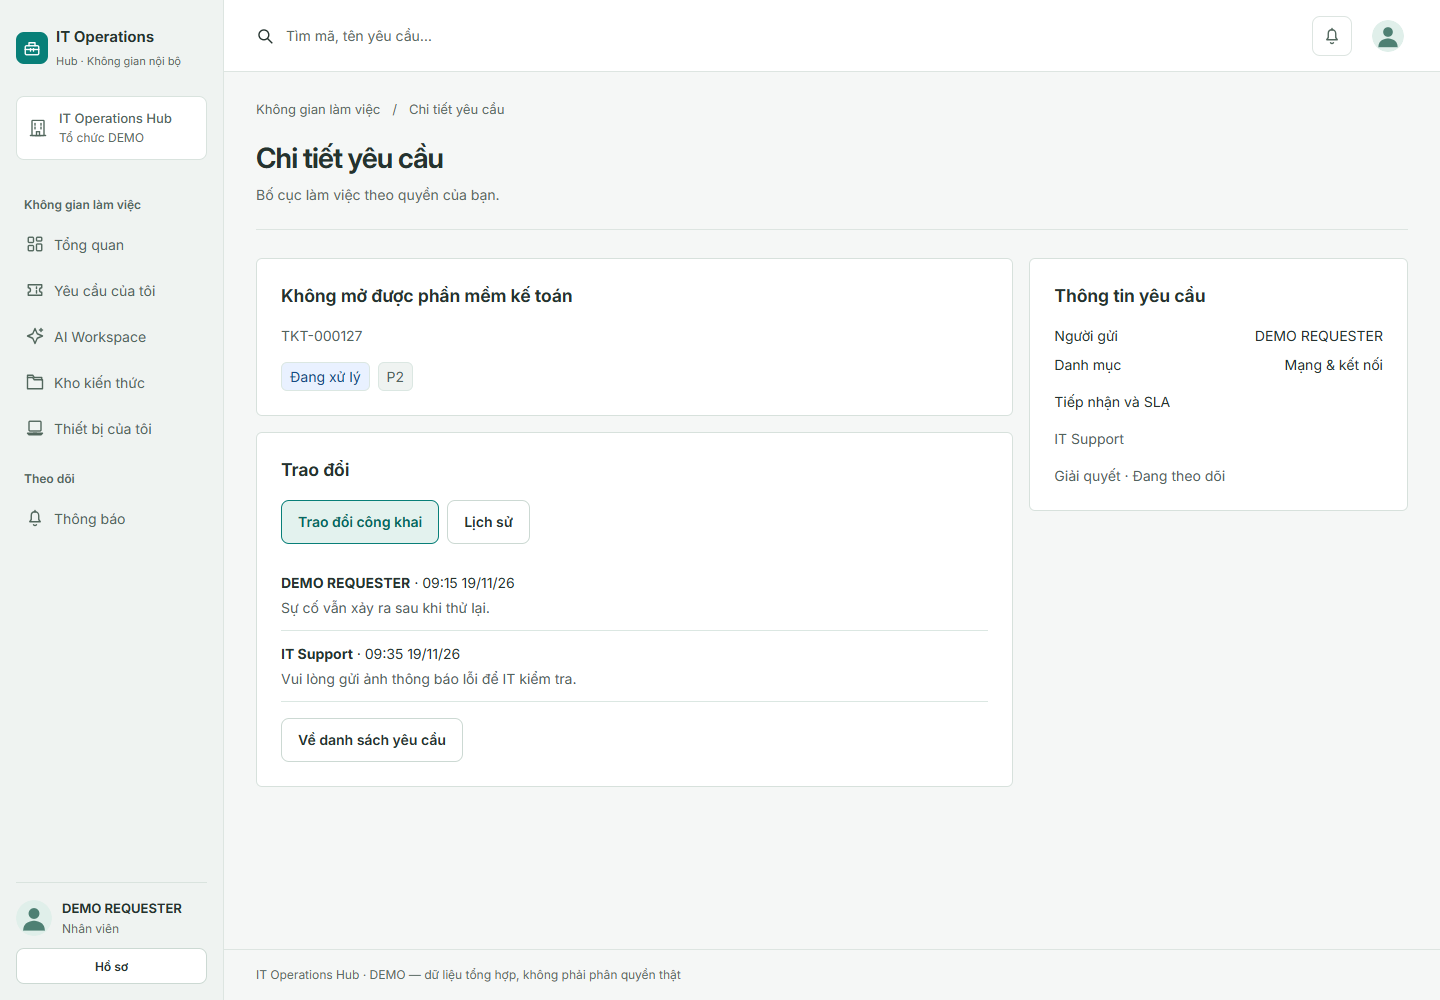 IT Operations
Hub · Không gian nội bộ
IT Operations Hub
Tổ chức DEMO
Không gian làm việc
Tổng quan
Yêu cầu của tôi
AI Workspace
Kho kiến thức
Thiết bị của tôi
Theo dõi
Thông báo
DEMO REQUESTER
Nhân viên
Hồ sơ
Tìm mã, tên yêu cầu...
Không gian làm việc / Chi tiết yêu cầu
Chi tiết yêu cầu
Bố cục làm việc theo quyền của bạn.
Không mở được phần mềm kế toán
TKT-000127
Đang xử lý P2
Trao đổi
Trao đổi công khai Lịch sử
DEMO REQUESTER · 09:15 19/11/26
Sự cố vẫn xảy ra sau khi thử lại.
IT Support · 09:35 19/11/26
Vui lòng gửi ảnh thông báo lỗi để IT kiểm tra.
Về danh sách yêu cầu
Thông tin yêu cầu
Người gửi DEMO REQUESTER
Danh mục Mạng & kết nối
Tiếp nhận và SLA
IT Support
Giải quyết · Đang theo dõi
IT Operations Hub · DEMO — dữ liệu tổng hợp, không phải phân quyền thật